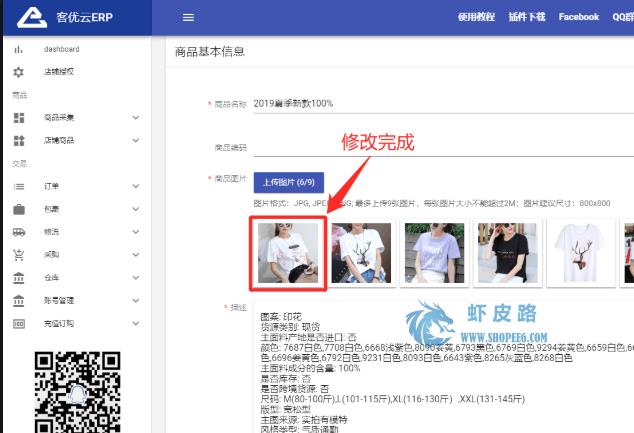 客优云ERP
使用教程 插件下载 Facebook QQ群
dashboard
店铺授权
商品
商品采集
店铺商品
交易
订单
包裹
物流
采购
仓库
账号管理
充值订购
商品基本信息
* 商品名称 2019夏季新款100%
商品编码
修改完成
* 商品图片 上传图片 (6/9)
图片格式：JPG, JPEG, PNG; 最多上传9张图片，每张图片大小不能超过2M；图片建议尺寸：800x800
* 描述
图案: 印花
货源类别: 现货
主面料产地是否进口: 否
颜色: 7687白色,7708白色,6668浅紫色,8090姜黄,6793黑色,6769白色,9294姜黄色,6659白色,66
色,6696姜黄色,6792白色,9231白色,8093白色,6643紫色,8265灰蓝色,8268白色
主面料成分的含量: 100%
是否库存: 否
是否跨境货源: 否
尺码: M(80-100斤),L(101-115斤),XL(116-130斤）,XXL(131-145斤)
版型: 宽松型
主图来源: 实拍有模特
风格类型: 气质通勤
虾皮路
WWW.SHOPEE6.COM